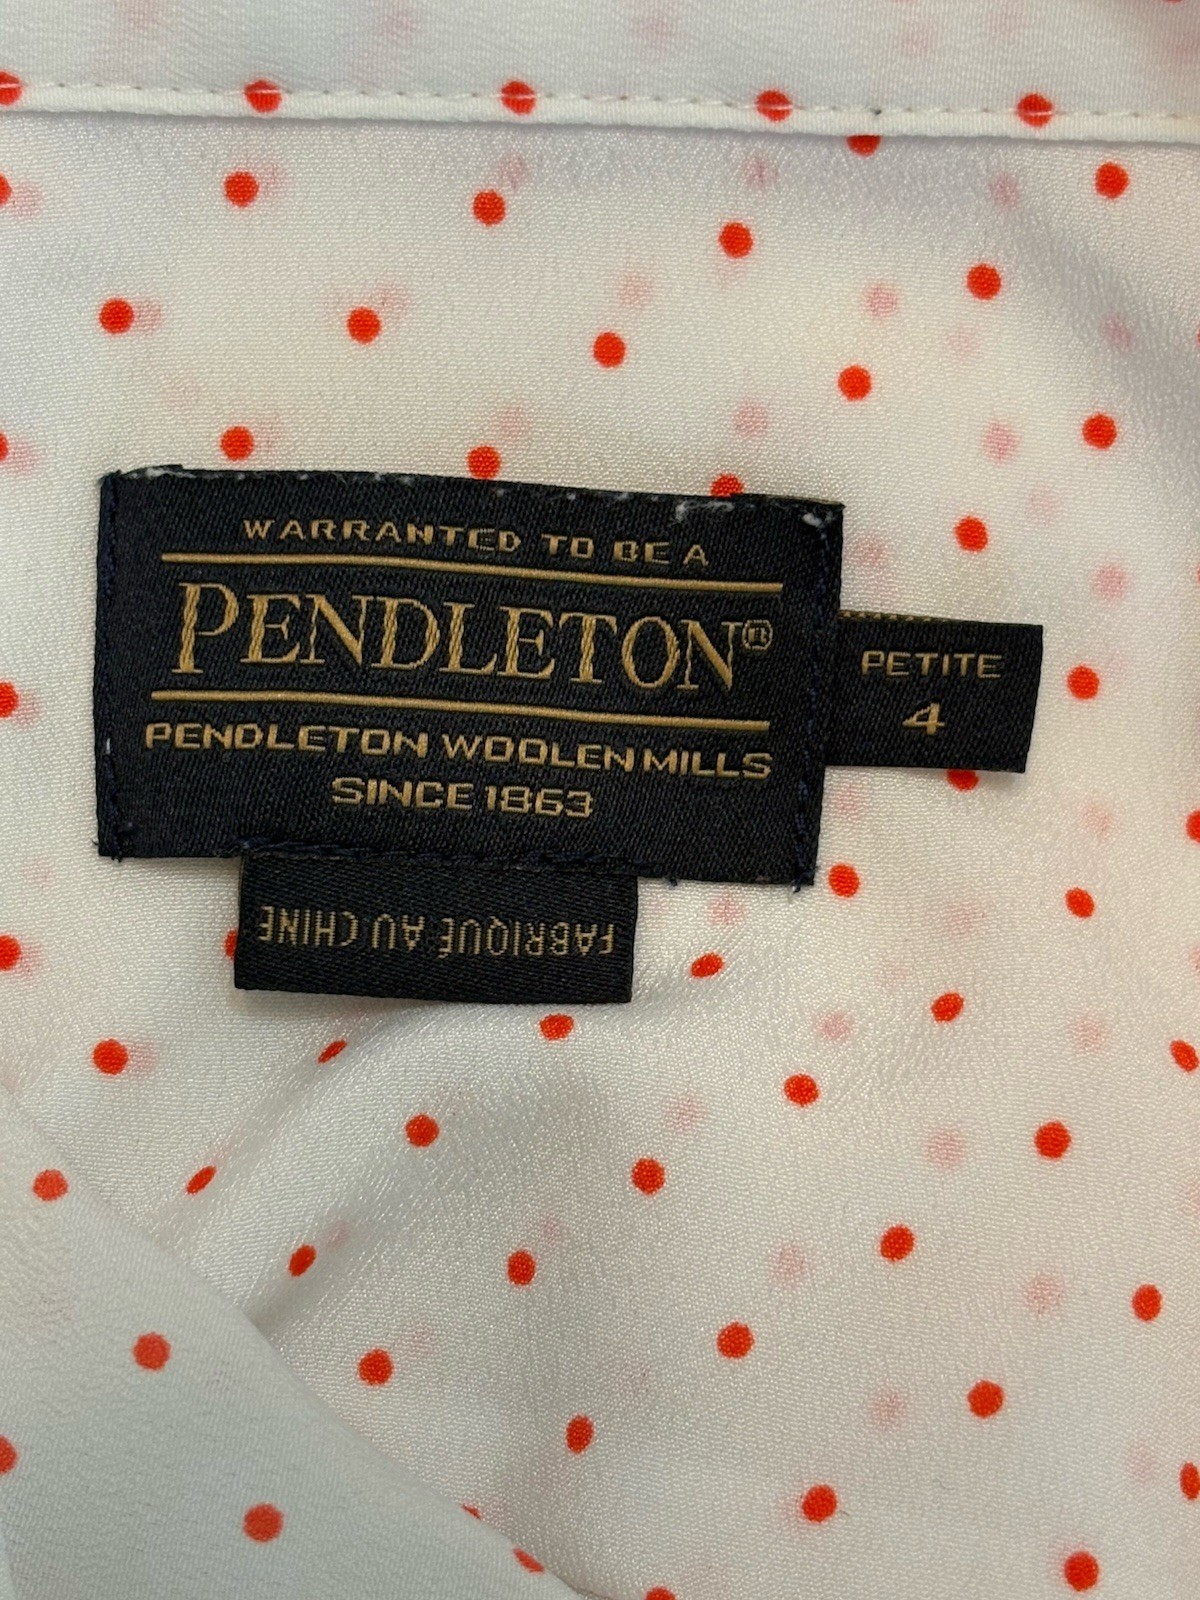 WARRANTED TO BE A
PENDLETON®
PENDLETON WOOLEN MILLS
SINCE 1863
PETITE
4
FABRIQUÉ AU CHINE